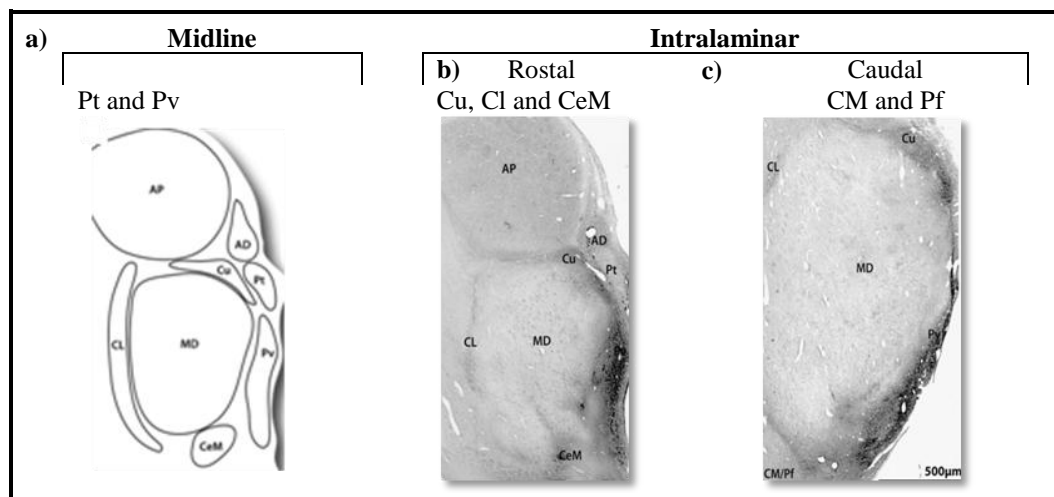 a) Midline Intralaminar
b) Rostal c) Caudal
Pt and Pv Cu, Cl and CeM CM and Pf
AP
AD
Cu
Pt
CL
MD
Pv
CeM
AP
AD
Cu
Pt
CL
MD
Pv
CeM
Cu
CL
MD
Pv
CM/Pf
500µm